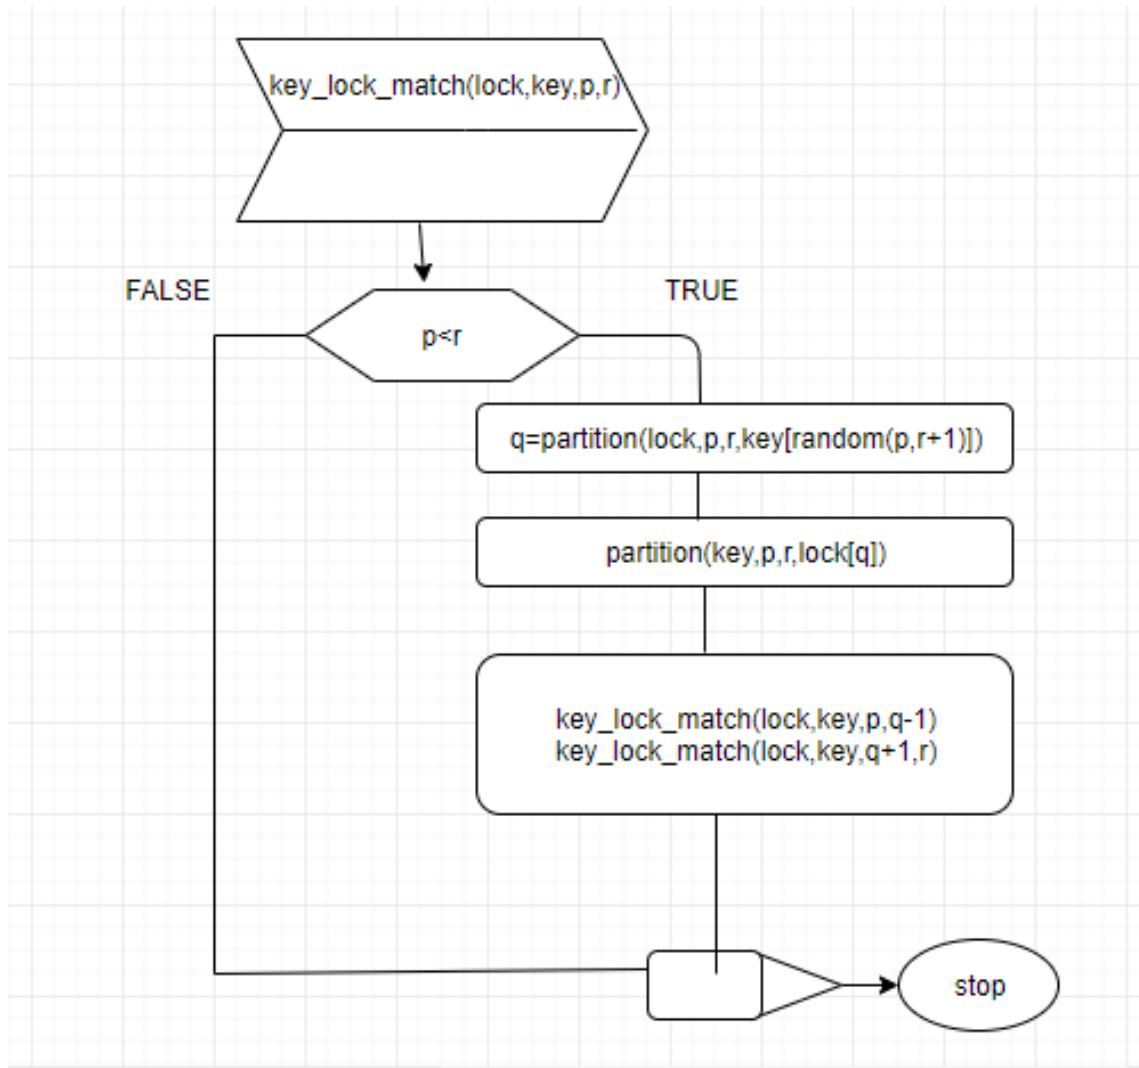 key_lock_match(lock,key,p,r)
FALSE
TRUE
p<r
q=partition(lock,p,r,key[random(p,r+1)])
partition(key,p,r,lock[q])
key_lock_match(lock,key,p,q-1)
key_lock_match(lock,key,q+1,r)
stop